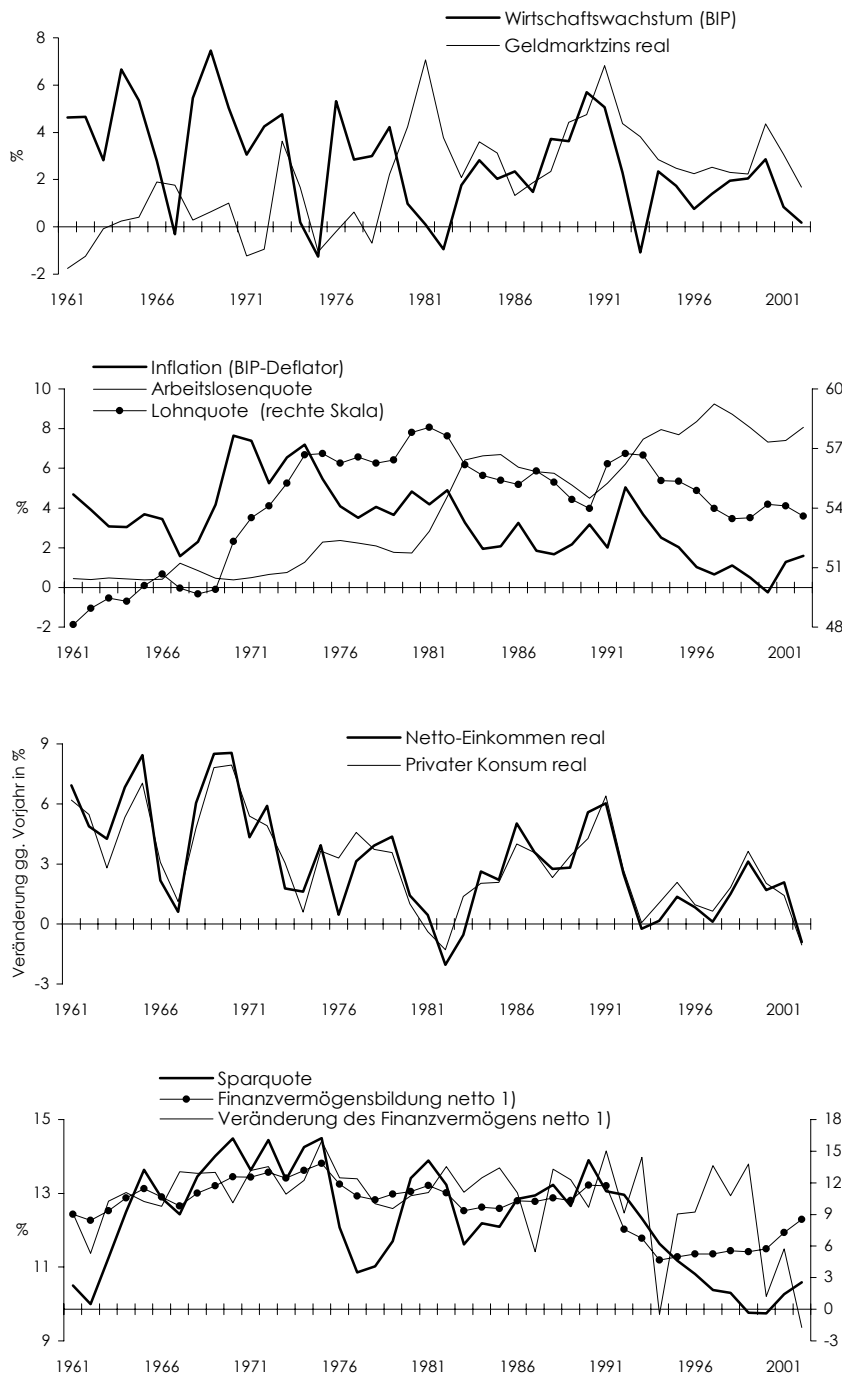 Wirtschaftswachstum (BIP)
Geldmarktzins real
8
6
4
2
0
-2
%
1961 1966 1971 1976 1981 1986 1991 1996 2001
Inflation (BIP-Deflator)
Arbeitslosenquote
Lohnquote (rechte Skala)
10
8
6
4
2
0
-2
60
57
54
51
48
1961 1966 1971 1976 1981 1986 1991 1996 2001
Netto-Einkommen real
Privater Konsum real
Veränderung gg. Vorjahr in %
9
6
3
0
-3
1961 1966 1971 1976 1981 1986 1991 1996 2001
Sparquote
Finanzvermögensbildung netto 1)
Veränderung des Finanzvermögens netto 1)
15
13
11
9
18
15
12
9
6
3
0
-3
1961 1966 1971 1976 1981 1986 1991 1996 2001